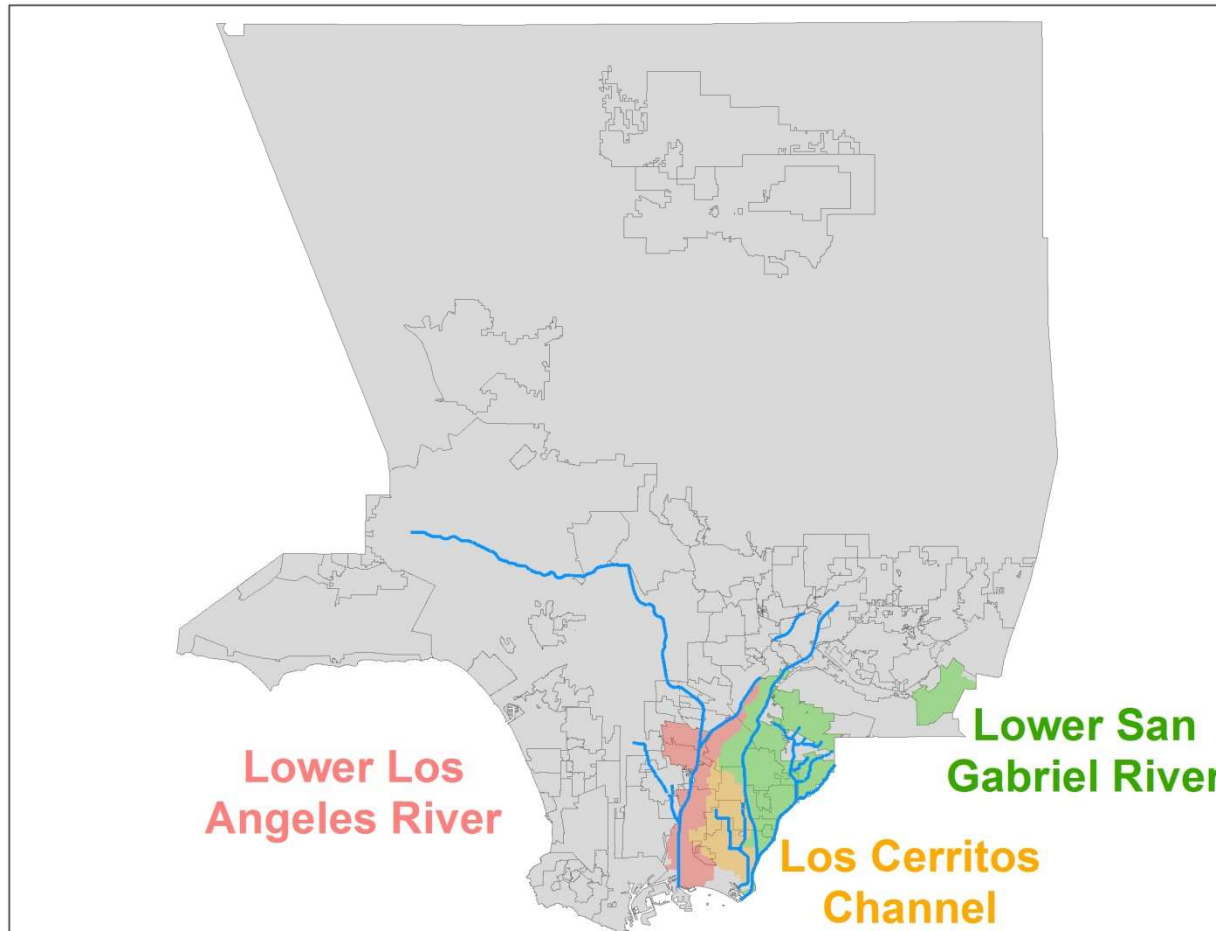 Lower Los
Angeles River
Lower San
Gabriel River
Los Cerritos
Channel